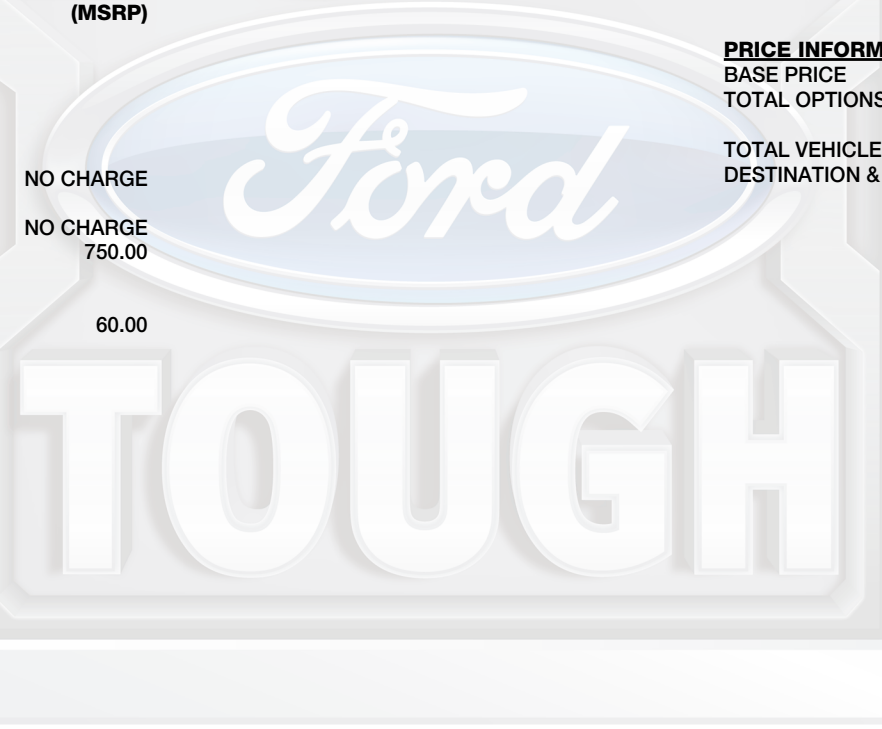 (MSRP)
NO CHARGE
NO CHARGE
750.00
60.00
PRICE INFORM
BASE PRICE
TOTAL OPTIONS
TOTAL VEHICLE
DESTINATION &
Ford
TOUGH